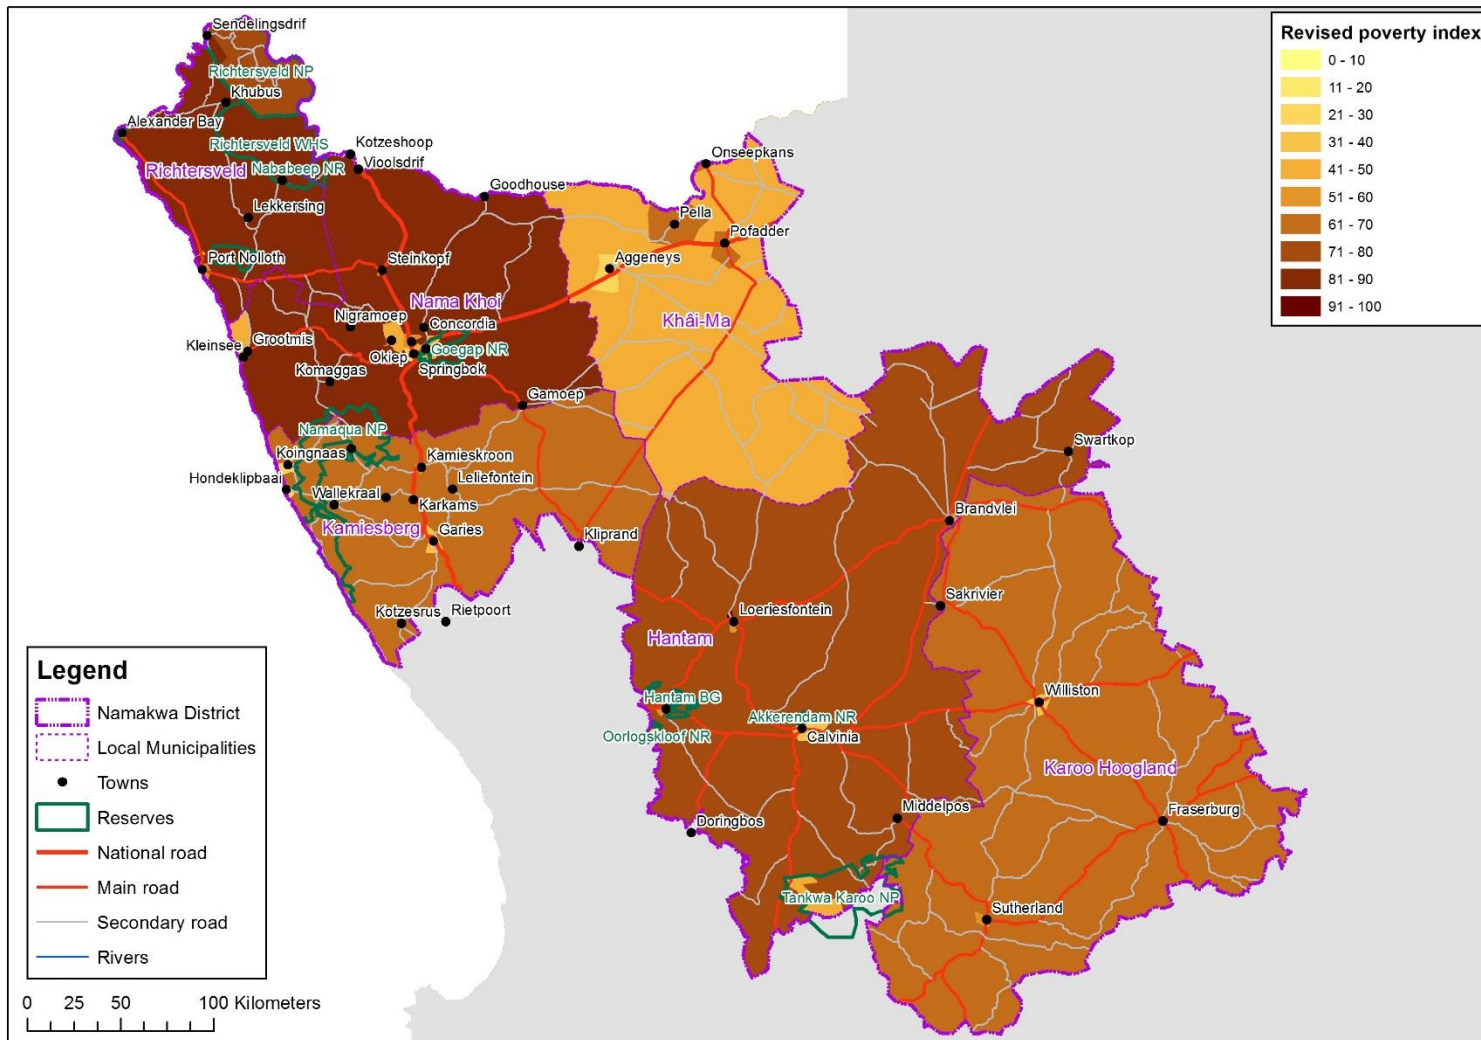 Sendelingsdrif
Richtersveld NP
Khubus
Alexander Bay
Richtersveld WHS
Kotzeshoop
Vioolsdrif
Richtersveld
Nababeep NR
Goodhouse
Onseepkans
Lekkersing
Pella
Pofadder
Port Nolloth
Steinkopf
Aggeneys
Nama Khoi
Nigramoep
Concordia
Khâi-Ma
Kleinsee
Grootmis
Okiep
Goegap NR
Springbok
Komaggas
Gamoep
Namaqua NP
Koingnaas
Kamieskroon
Swartkop
Hondeklipbaai
Leliefontein
Wallekraal
Karkams
Kamiesberg
Garies
Brandvlei
Kliprand
Kotzesrus
Rietpoort
Loeriesfontein
Sakrivier
Hantam
Hantam BG
Williston
Akkerendam NR
Oorlogskloof NR
Calvinia
Karoo Hoogland
Middelpos
Fraserburg
Doringbos
Tankwa Karoo NP
Sutherland
Revised poverty index
0 - 10
11 - 20
21 - 30
31 - 40
41 - 50
51 - 60
61 - 70
71 - 80
81 - 90
91 - 100
Legend
Namakwa District
Local Municipalities
Towns
Reserves
National road
Main road
Secondary road
Rivers
0 25 50 100 Kilometers